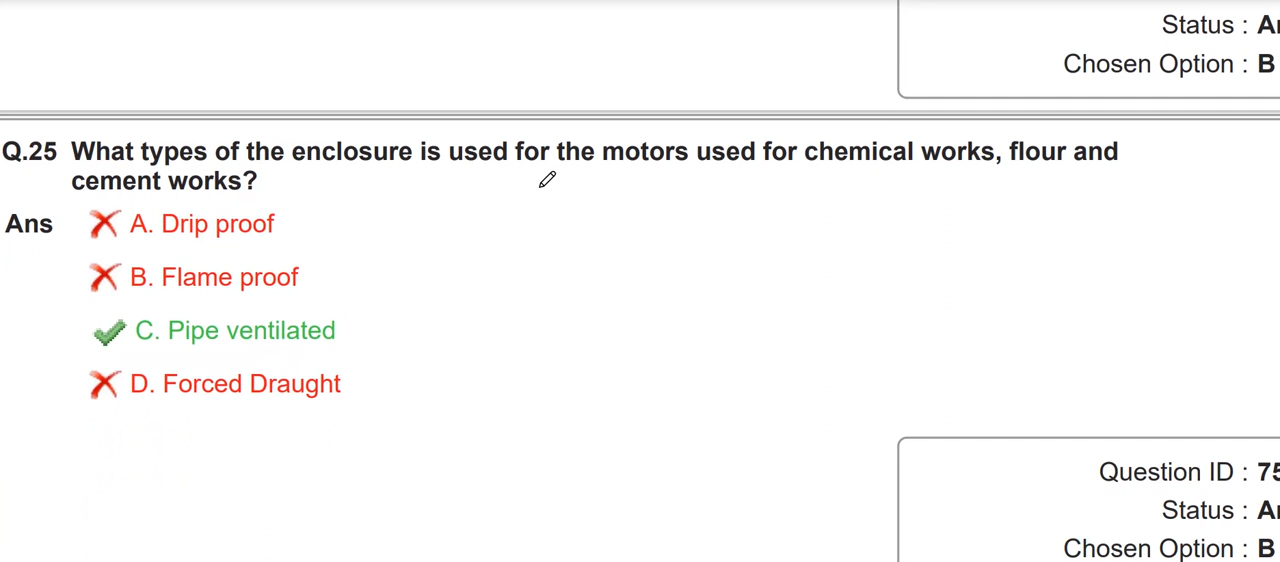 Status :
Chosen Option : B
Q.25 What types of the enclosure is used for the motors used for chemical works, flour and
cement works?
Ans A. Drip proof
B. Flame proof
C. Pipe ventilated
D. Forced Draught
Question ID : 75
Status :
Chosen Option : B